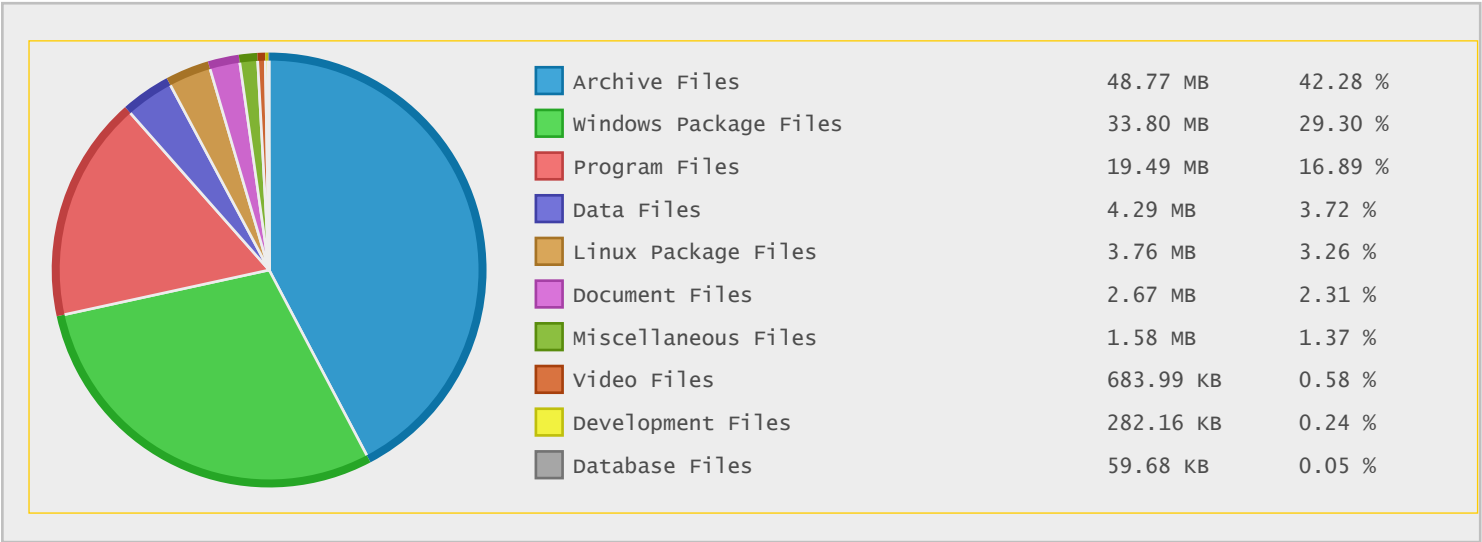 Archive Files 48.77 MB 42.28 %
Windows Package Files 33.80 MB 29.30 %
Program Files 19.49 MB 16.89 %
Data Files 4.29 MB 3.72 %
Linux Package Files 3.76 MB 3.26 %
Document Files 2.67 MB 2.31 %
Miscellaneous Files 1.58 MB 1.37 %
Video Files 683.99 KB 0.58 %
Development Files 282.16 KB 0.24 %
Database Files 59.68 KB 0.05 %